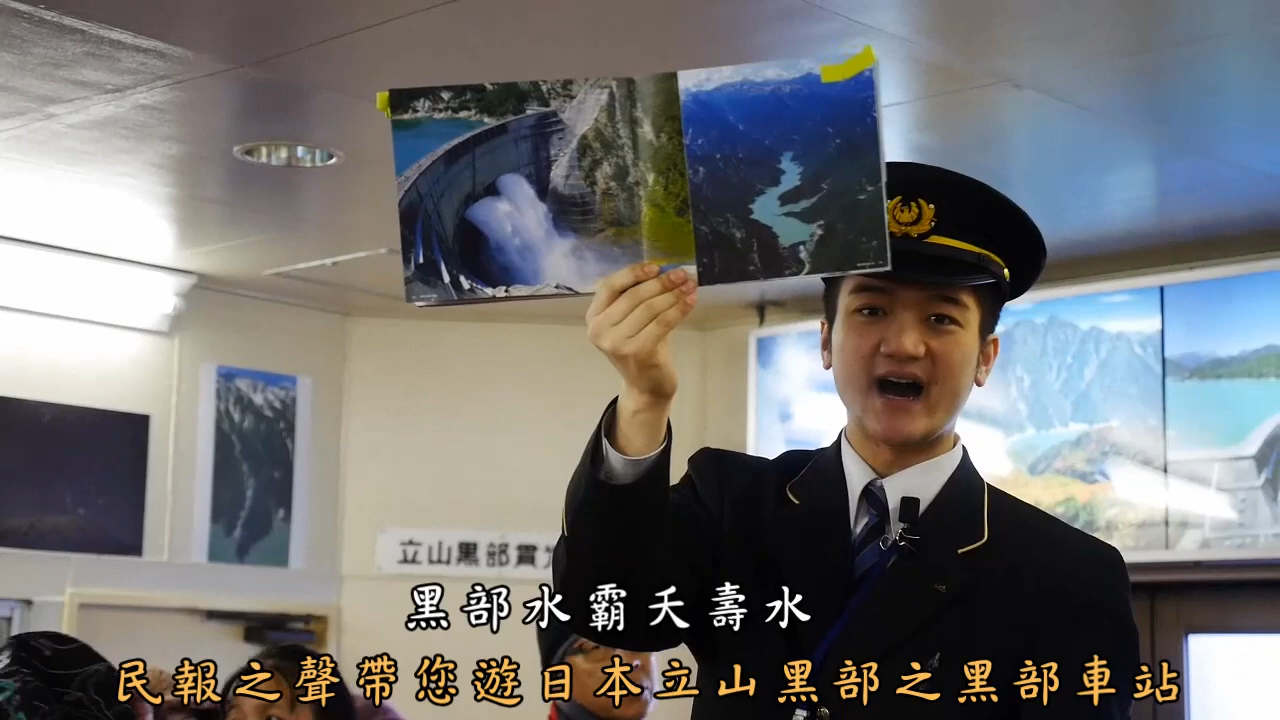 立山黒部貫
黑部水霸夭壽水
民報之聲帶您遊日本立山黑部之黑部車站